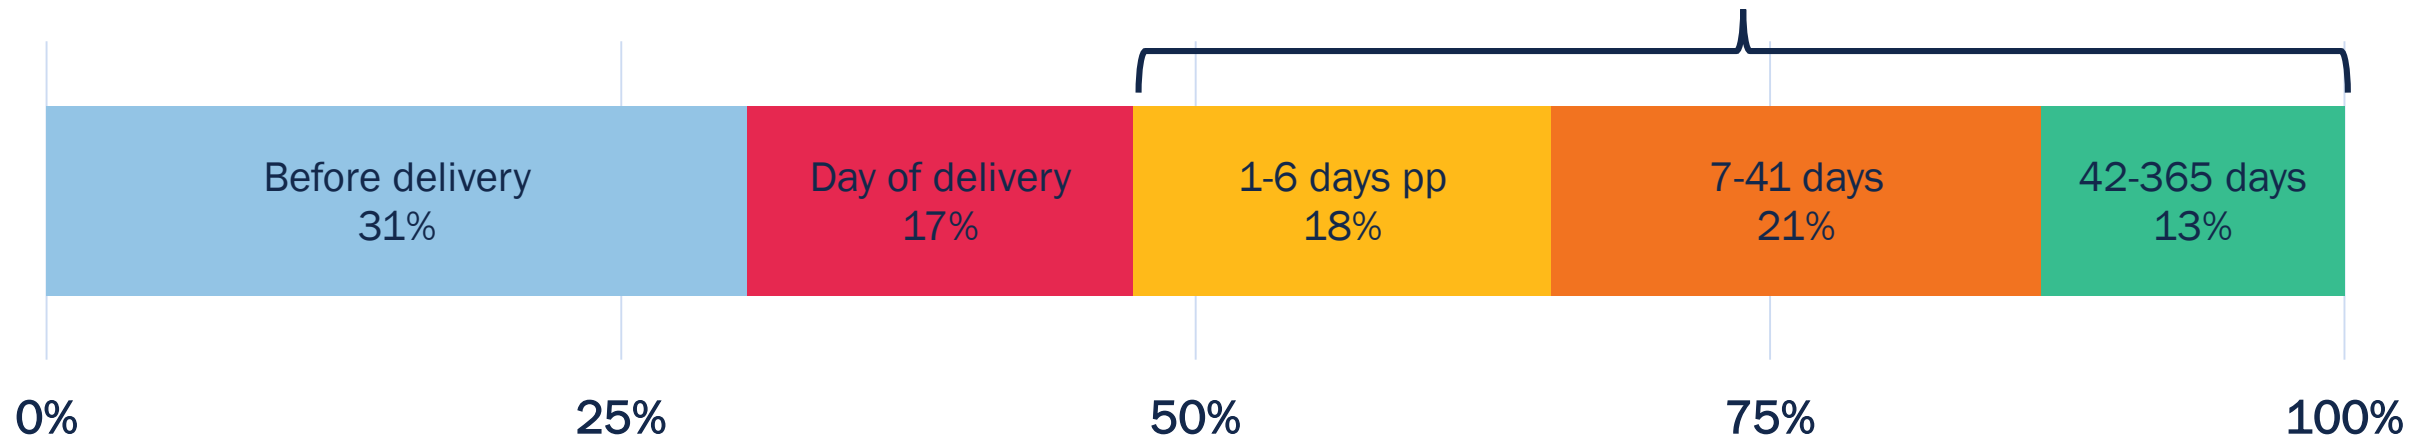 Before delivery
31%
Day of delivery
17%
1-6 days pp
18%
7-41 days
21%
42-365 days
13%
0%
25%
50%
75%
100%